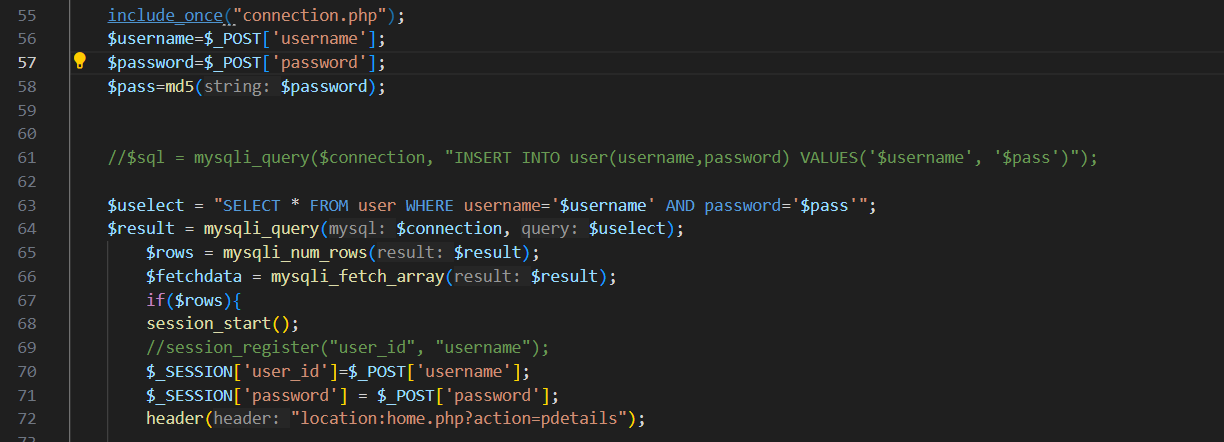 55 include_once("connection.php");
56 $username=$_POST['username'];
57 $password=$_POST['password'];
58 $pass=md5(string: $password);
59
60
61 //$sql = mysqli_query($connection, "INSERT INTO user(username,password) VALUES('$username', '$pass')");
62
63 $uselect = "SELECT * FROM user WHERE username='$username' AND password='$pass'";
64 $result = mysqli_query(mysql: $connection, query: $uselect);
65 $rows = mysqli_num_rows(result: $result);
66 $fetchdata = mysqli_fetch_array(result: $result);
67 if($rows){
68 session_start();
69 //session_register("user_id", "username");
70 $_SESSION['user_id']=$_POST['username'];
71 $_SESSION['password'] = $_POST['password'];
72 header(header: "location:home.php?action=pdetails");